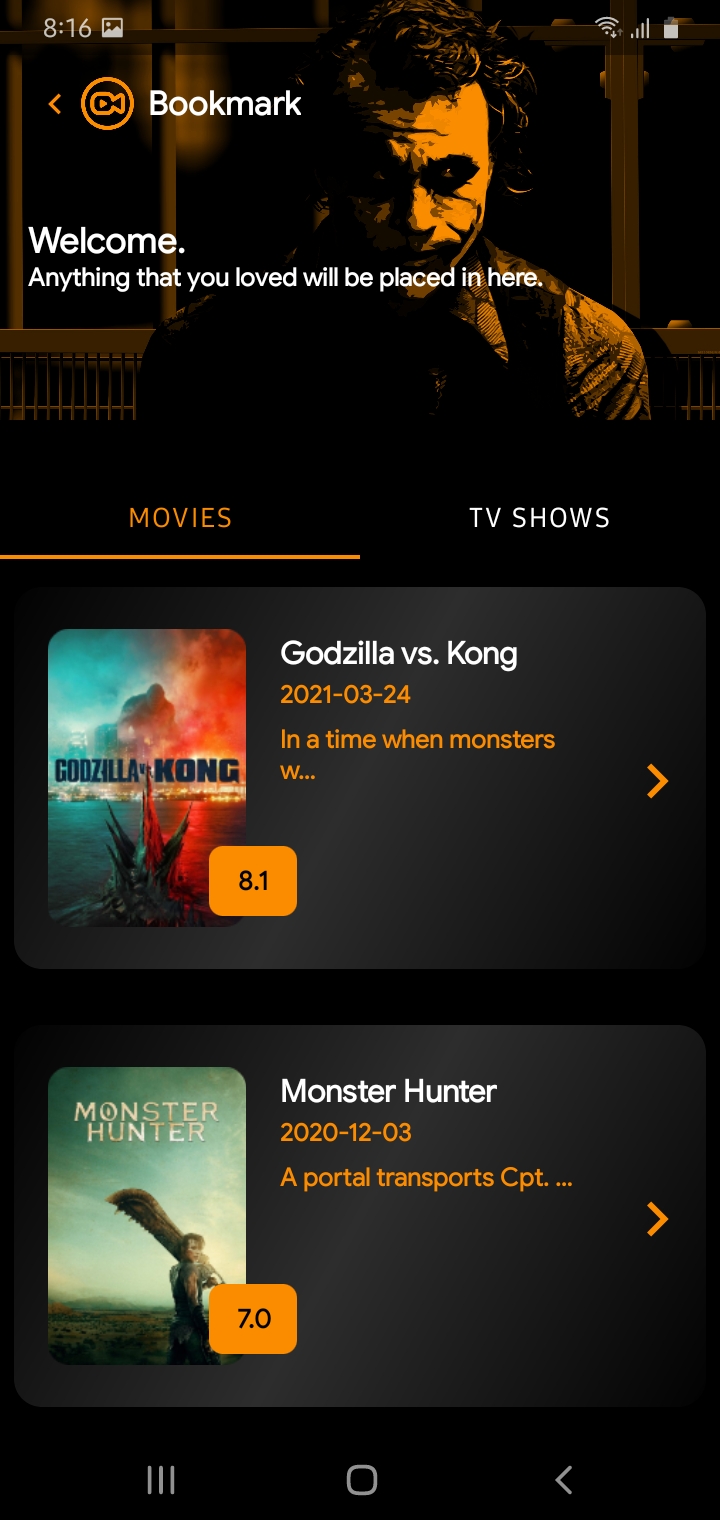 8:16
Bookmark
Welcome.
Anything that you loved will be placed in here.
MOVIES
TV SHOWS
Godzilla vs. Kong
2021-03-24
In a time when monsters
w...
GODZILLA vs KONG
8.1
Monster Hunter
2020-12-03
A portal transports Cpt. ...
MONSTER
HUNTER
7.0